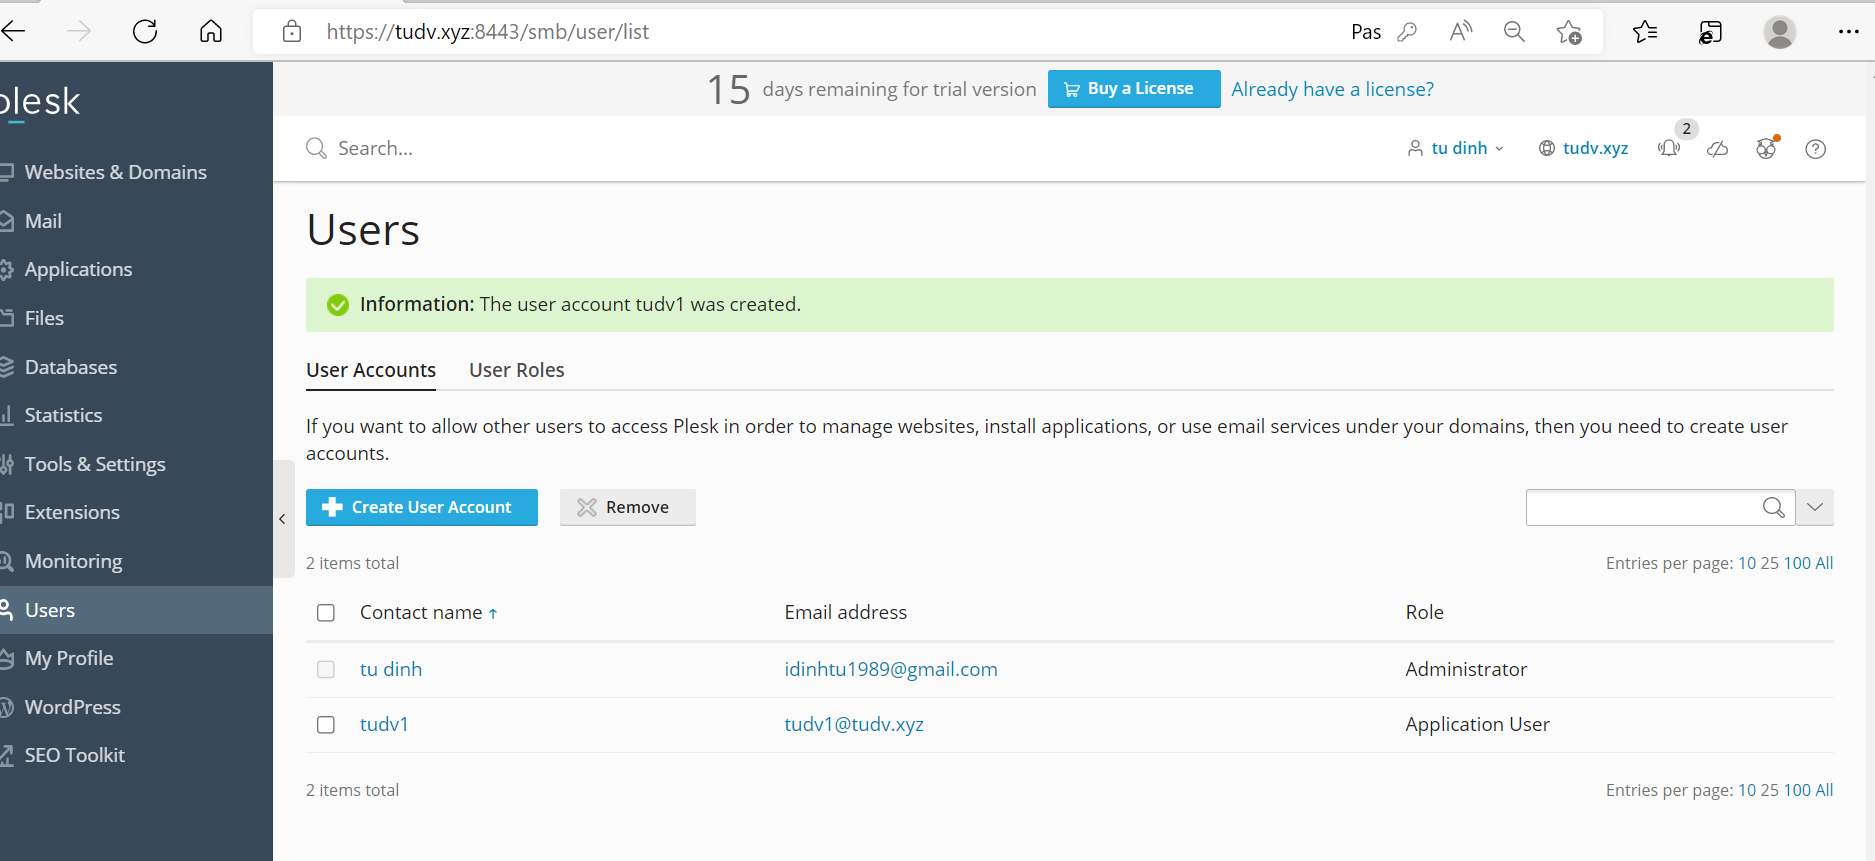 https://tudv.xyz:8443/smb/user/list
Pas
15 days remaining for trial version Buy a License Already have a license?
plesk
Search...
tu dinh
tudv.xyz
2
Websites & Domains
Mail
Applications
Files
Databases
Statistics
Tools & Settings
Extensions
Monitoring
Users
My Profile
WordPress
SEO Toolkit
Users
Information: The user account tudv1 was created.
User Accounts User Roles
If you want to allow other users to access Plesk in order to manage websites, install applications, or use email services under your domains, then you need to create user
accounts.
Create User Account Remove
2 items total Entries per page: 10 25 100 All
Contact name ↑ Email address Role
tu dinh idinhtu1989@gmail.com Administrator
tudv1 tudv1@tudv.xyz Application User
2 items total Entries per page: 10 25 100 All